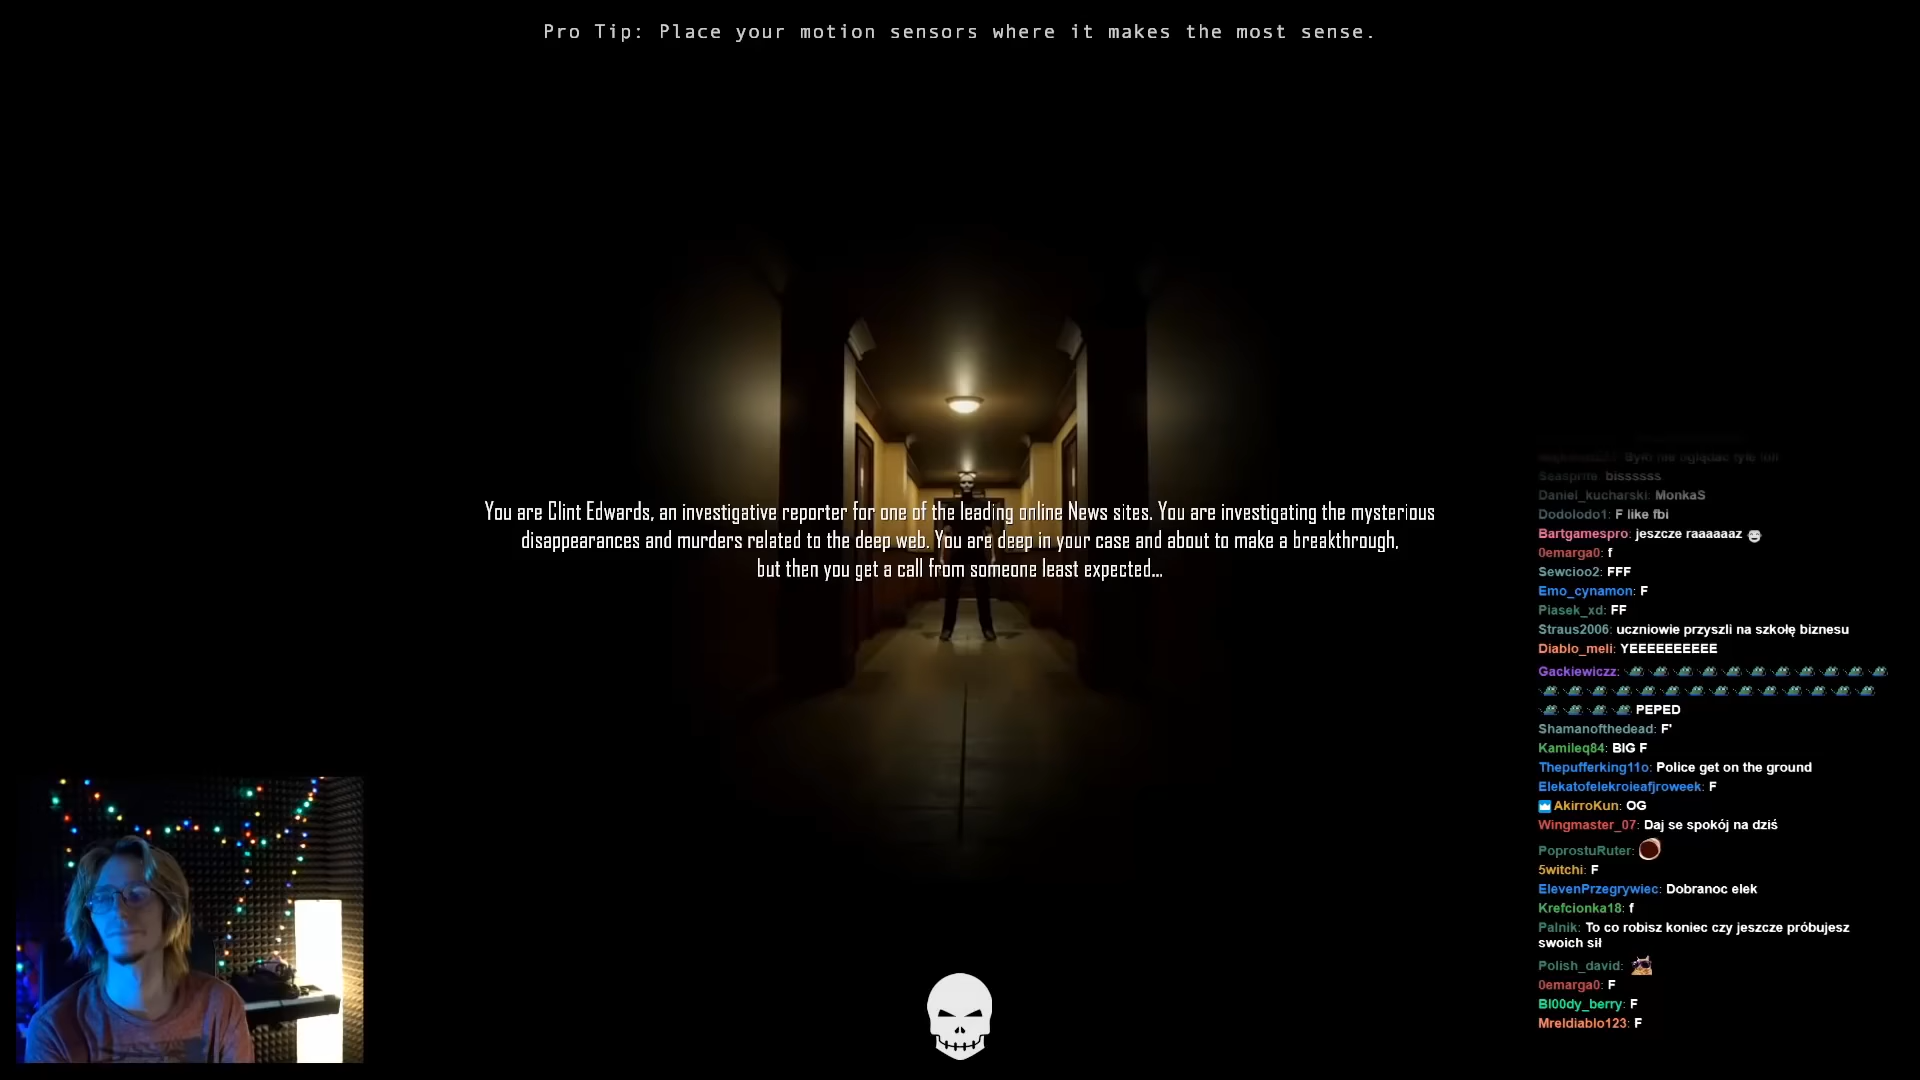 Pro Tip: Place your motion sensors where it makes the most sense.
You are Clint Edwards, an investigative reporter for one of the leading online News sites. You are investigating the mysterious
disappearances and murders related to the deep web. You are deep in your case and about to make a breakthrough,
but then you get a call from someone least expected...
Seasprite: bissssss
Daniel_kucharski: MonkaS
Dodolodo1: F like fbi
Bartgamespro: jeszcze raaaaaaz
0emarga0: f
Sewcioo2: FFF
Emo_cynamon: F
Piasek_xd: FF
Straus2006: uczniowie przyszli na szkołę biznesu
Diablo_meli: YEEEEEEEEEE
Gackiewiczz:
PEPED
Shamanofthedead: F'
Kamileq84: BIG F
Thepufferking11o: Police get on the ground
Elekatofelekroieafjroweek: F
AkirroKun: OG
Wingmaster_07: Daj se spokój na dziś
PoprostuRuter:
5witchi: F
ElevenPrzegrywiec: Dobranoc elek
Krefcionka18: f
Palnik: To co robisz koniec czy jeszcze próbujesz
swoich sił
Polish_david:
0emarga0: F
Bl00dy_berry: F
Mreldiablo123: F